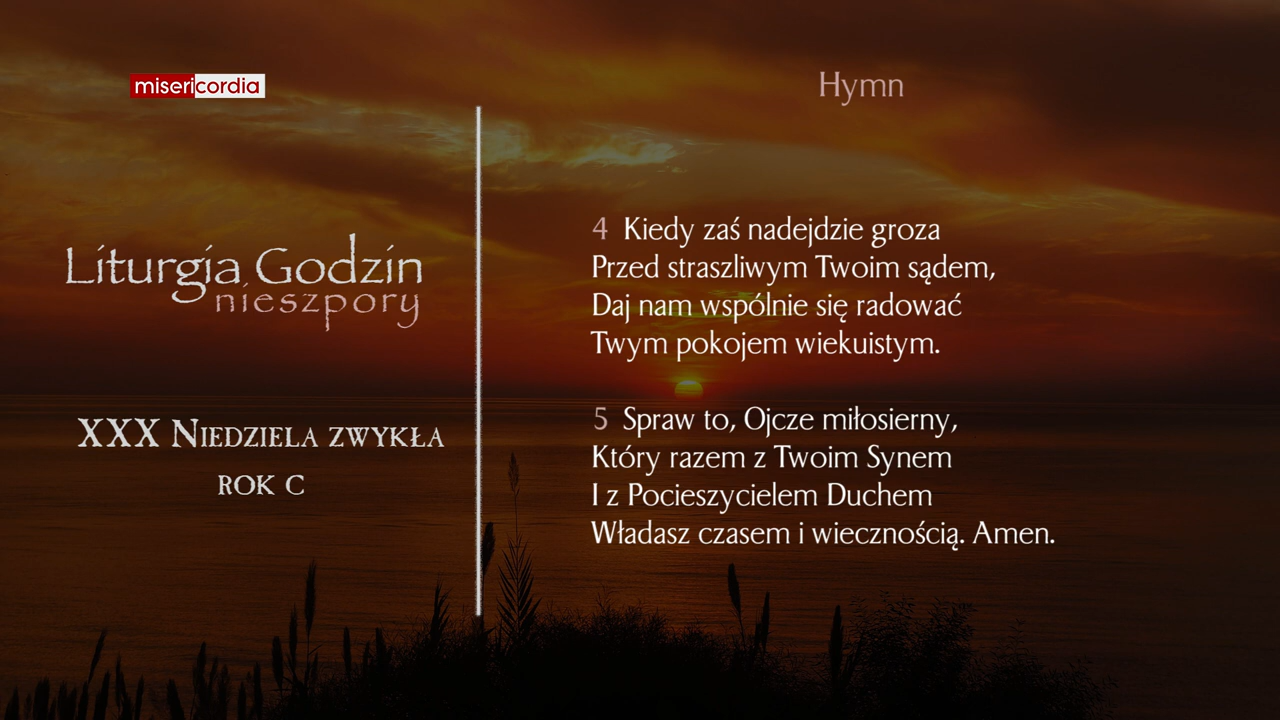 misericordia
Liturgia Godzin
nieszpory
XXX Niedziela zwykła
rok C
Hymn
4 Kiedy zaś nadejdzie groza
Przed straszliwym Twoim sądem,
Daj nam wspólnie się radować
Twym pokojem wiekuistym.
5 Spraw to, Ojcze miłosierny,
Który razem z Twoim Synem
I z Pocieszycielem Duchem
Władasz czasem i wiecznością. Amen.